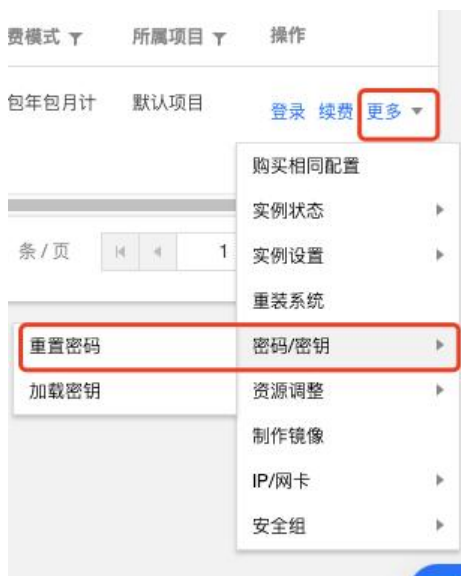 费模式 所属项目 操作
包年包月计 默认项目 登录 续费 更多
购买相同配置
实例状态
条/页 1 实例设置
重装系统
重置密码 密码/密钥
加载密钥 资源调整
制作镜像
IP/网卡
安全组